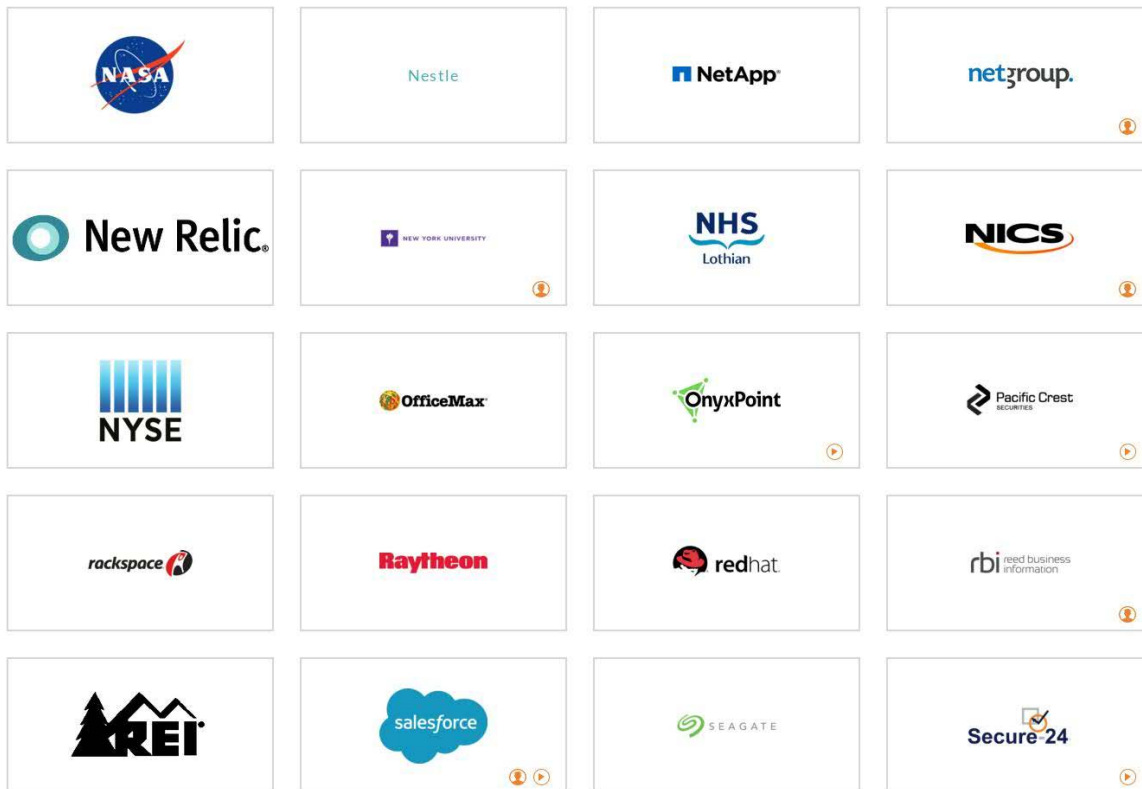 NASA
Nestle
NetApp®
netgroup.
New Relic®
NEW YORK UNIVERSITY
NHS
Lothian
NICS
NYSE
OfficeMax
OnyxPoint
Pacific Crest
SECURITIES
rackspace
Raytheon
redhat.
rbi reed business
information
REI
salesforce
SEAGATE
Secure-24